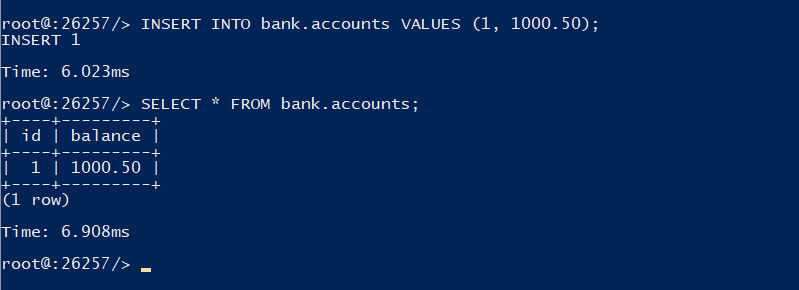 root@:26257/> INSERT INTO bank.accounts VALUES (1, 1000.50);
INSERT 1
Time: 6.023ms
root@:26257/> SELECT * FROM bank.accounts;
+----+---------+
| id | balance |
+----+---------+
|  1 | 1000.50 |
+----+---------+
(1 row)
Time: 6.908ms
root@:26257/>